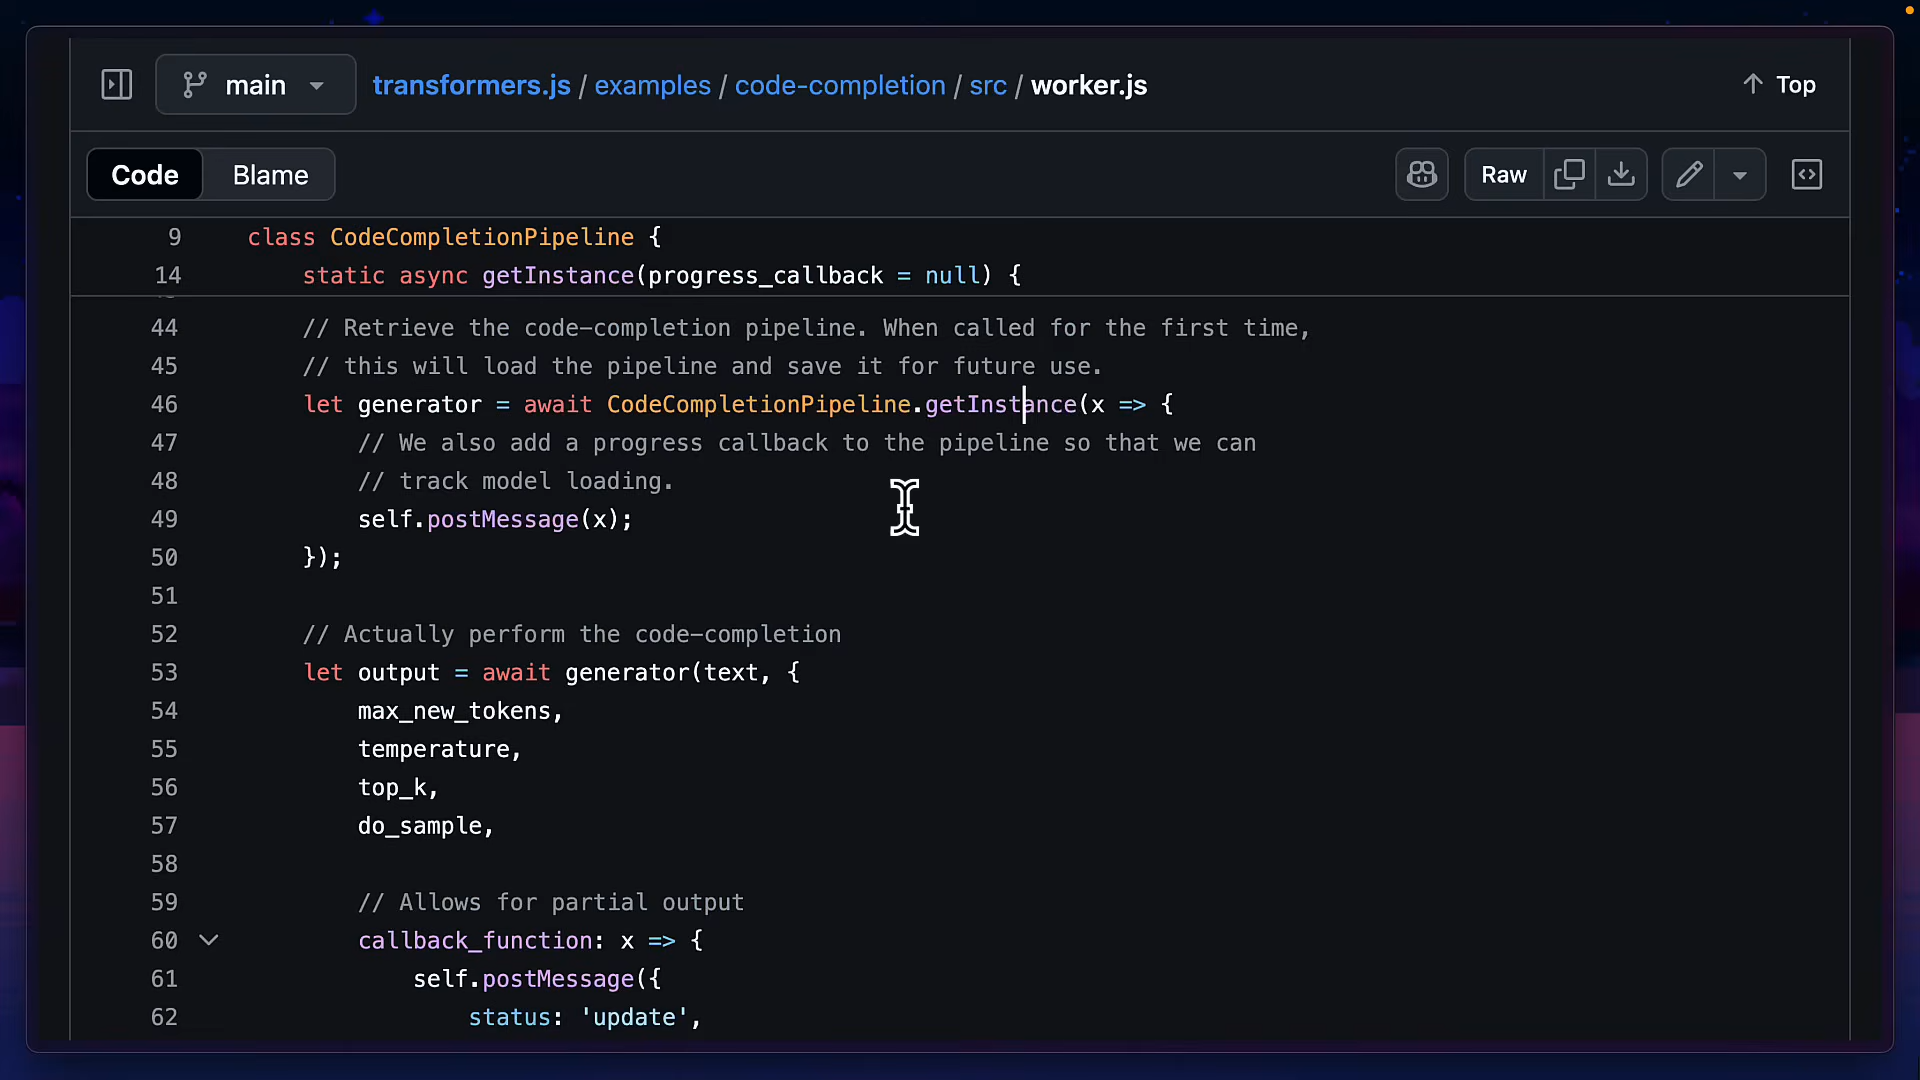 main transformers.js / examples / code-completion / src / worker.js Top
Code Blame Raw
9 class CodeCompletionPipeline {
14 static async getInstance(progress_callback = null) {
44 // Retrieve the code-completion pipeline. When called for the first time,
45 // this will load the pipeline and save it for future use.
46 let generator = await CodeCompletionPipeline.getInstance(x => {
47 // We also add a progress callback to the pipeline so that we can
48 // track model loading.
49 self.postMessage(x);
50 });
51
52 // Actually perform the code-completion
53 let output = await generator(text, {
54 max_new_tokens,
55 temperature,
56 top_k,
57 do_sample,
58
59 // Allows for partial output
60 callback_function: x => {
61 self.postMessage({
62 status: 'update',